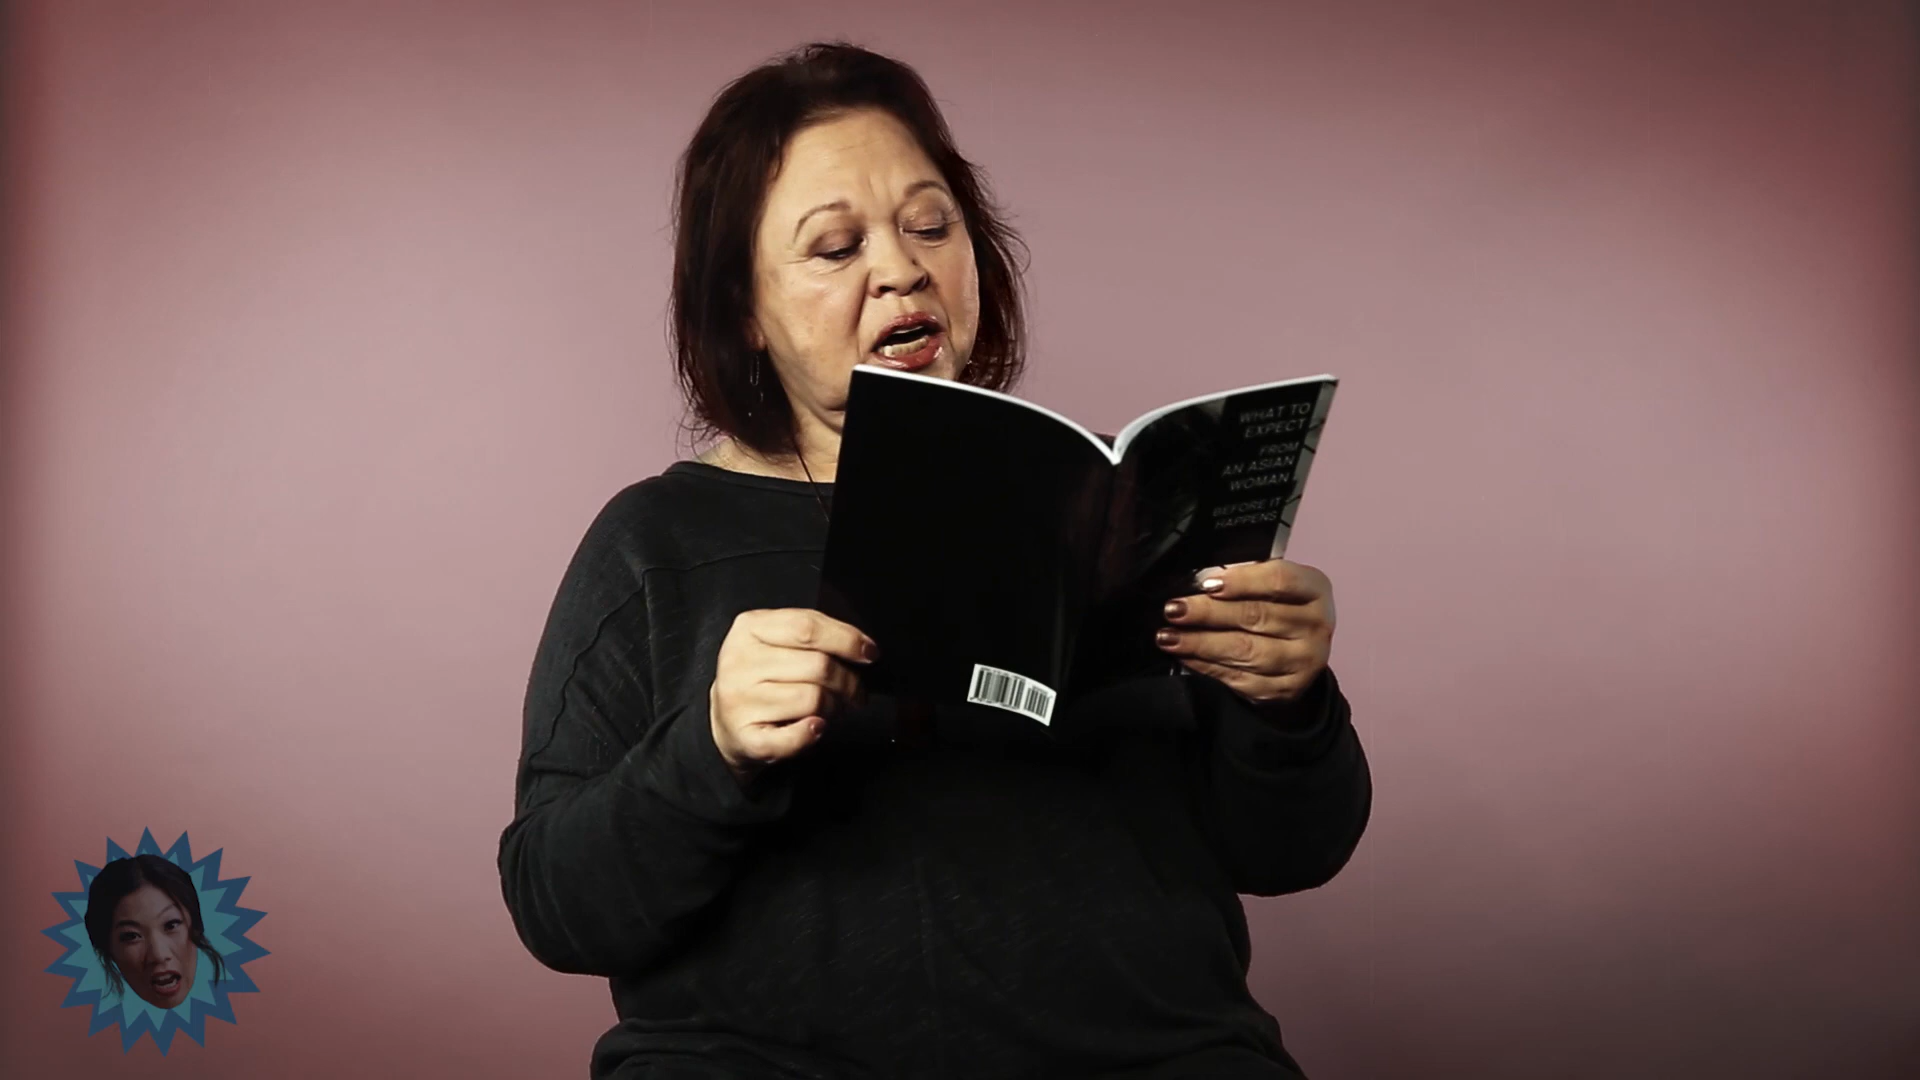 WHAT TO
EXPECT
FROM
AN ASIAN
WOMAN
BEFORE IT
HAPPENS